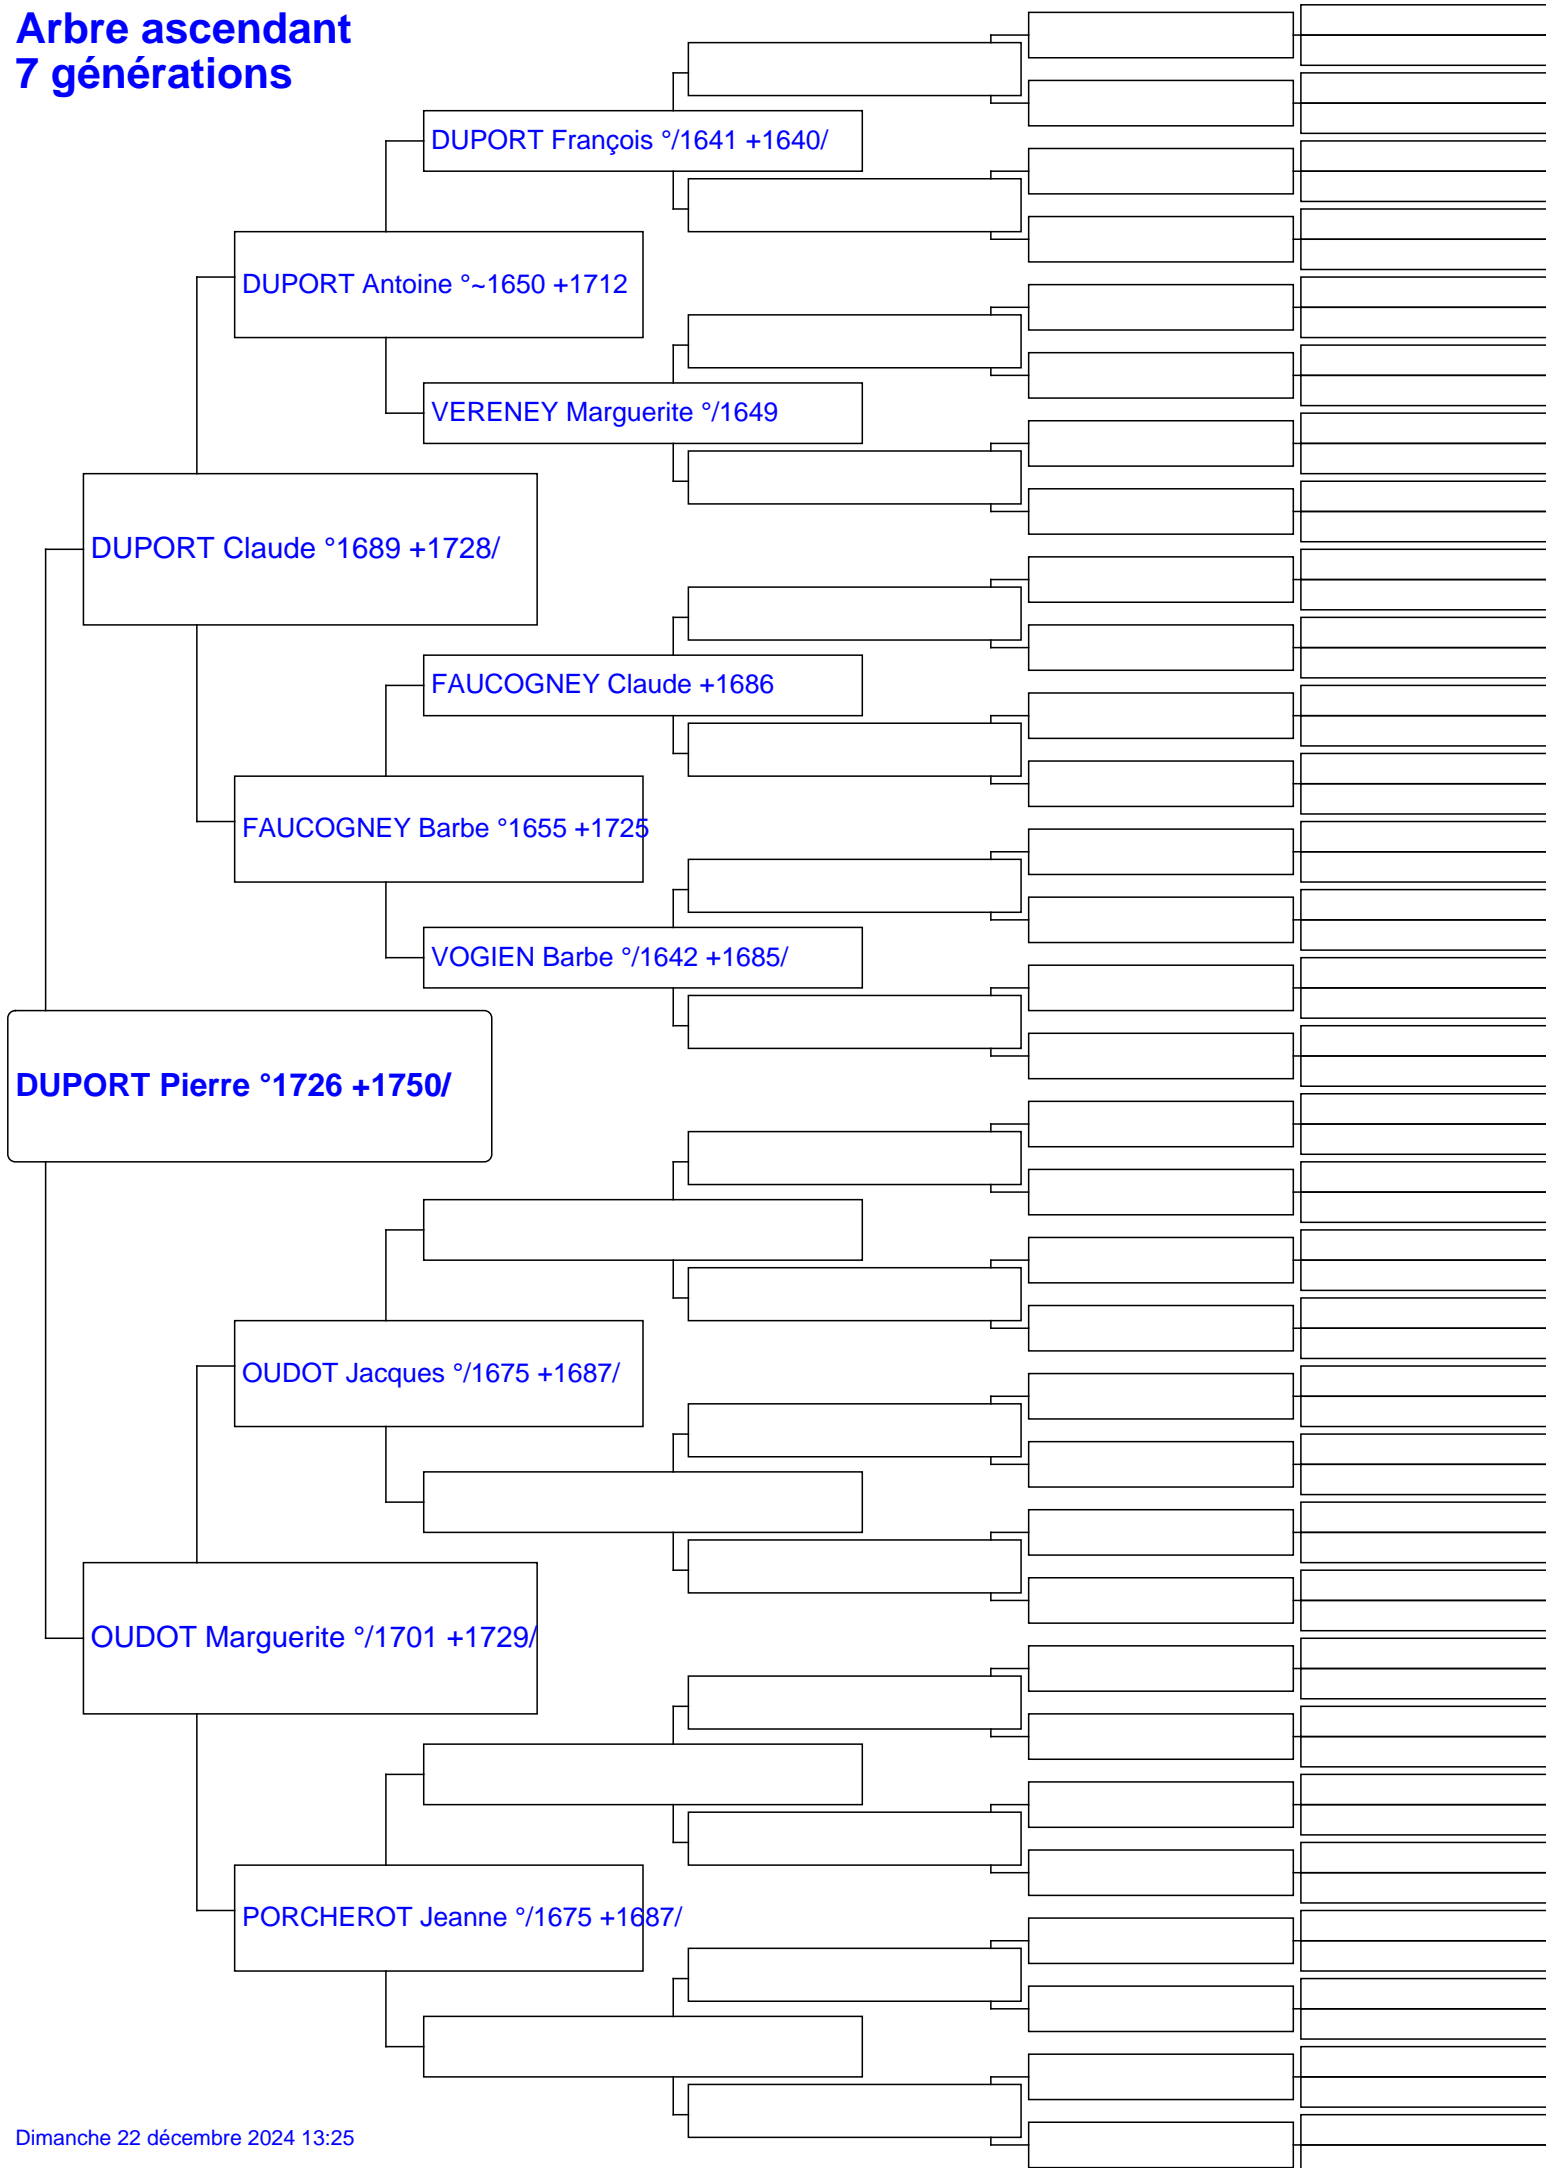 Arbre ascendant
7 générations
DUPORT François °/1641 +1640/
DUPORT Antoine °~1650 +1712
VERENEY Marguerite °/1649
DUPORT Claude °1689 +1728/
FAUCOGNEY Claude +1686
FAUCOGNEY Barbe °1655 +1725
VOGIEN Barbe °/1642 +1685/
DUPORT Pierre °1726 +1750/
OUDOT Jacques °/1675 +1687/
OUDOT Marguerite °/1701 +1729/
PORCHEROT Jeanne °/1675 +1687/
Dimanche 22 décembre 2024 13:25